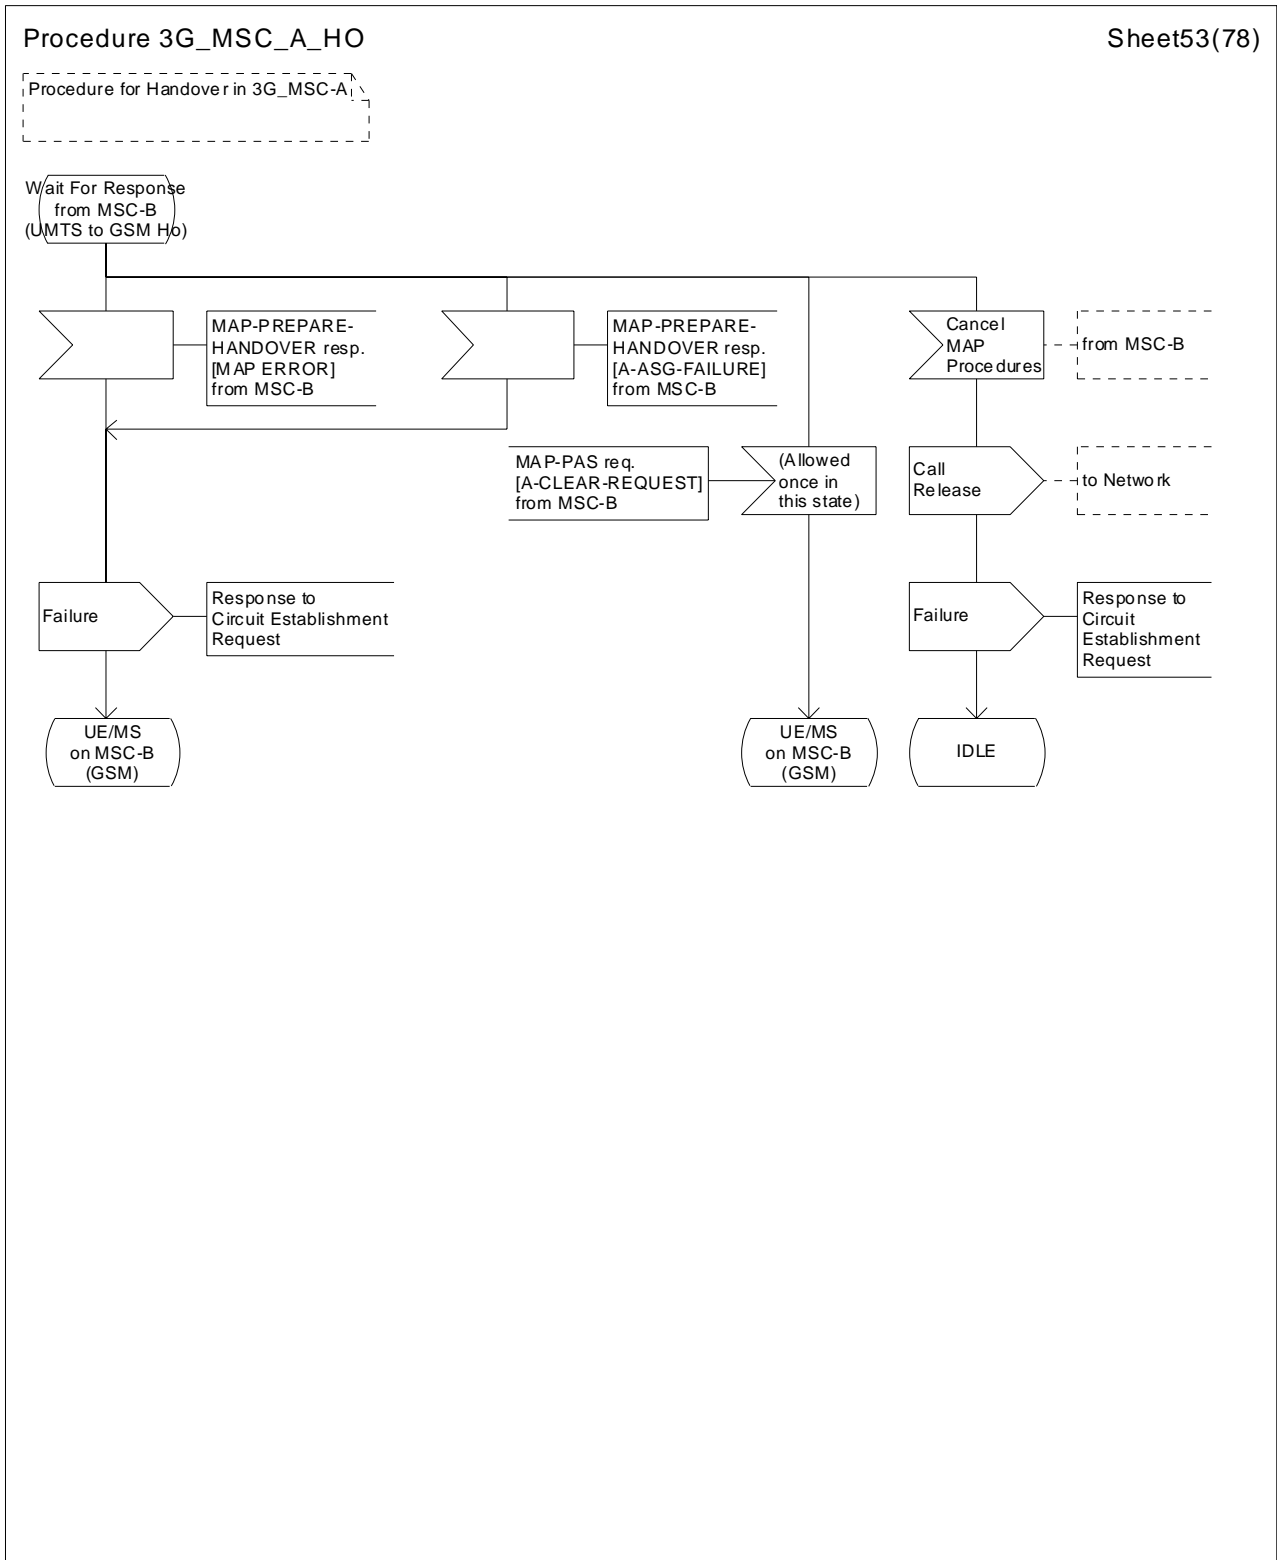 Procedure 3G_MSC_A_HO
Sheet53(78)
Procedure for Handover in 3G_MSC-A
Wait For Response
from MSC-B
(UMTS to GSM Ho)
MAP-PREPARE-
HANDOVER resp.
[MAP ERROR]
from MSC-B
MAP-PREPARE-
HANDOVER resp.
[A-ASG-FAILURE]
from MSC-B
Cancel
MAP
Procedures
from MSC-B
MAP-PAS req.
[A-CLEAR-REQUEST]
from MSC-B
(Allowed
once in
this state)
Call
Release
to Network
Failure
Response to
Circuit Establishment
Request
Failure
Response to
Circuit
Establishment
Request
UE/MS
on MSC-B
(GSM)
UE/MS
on MSC-B
(GSM)
IDLE